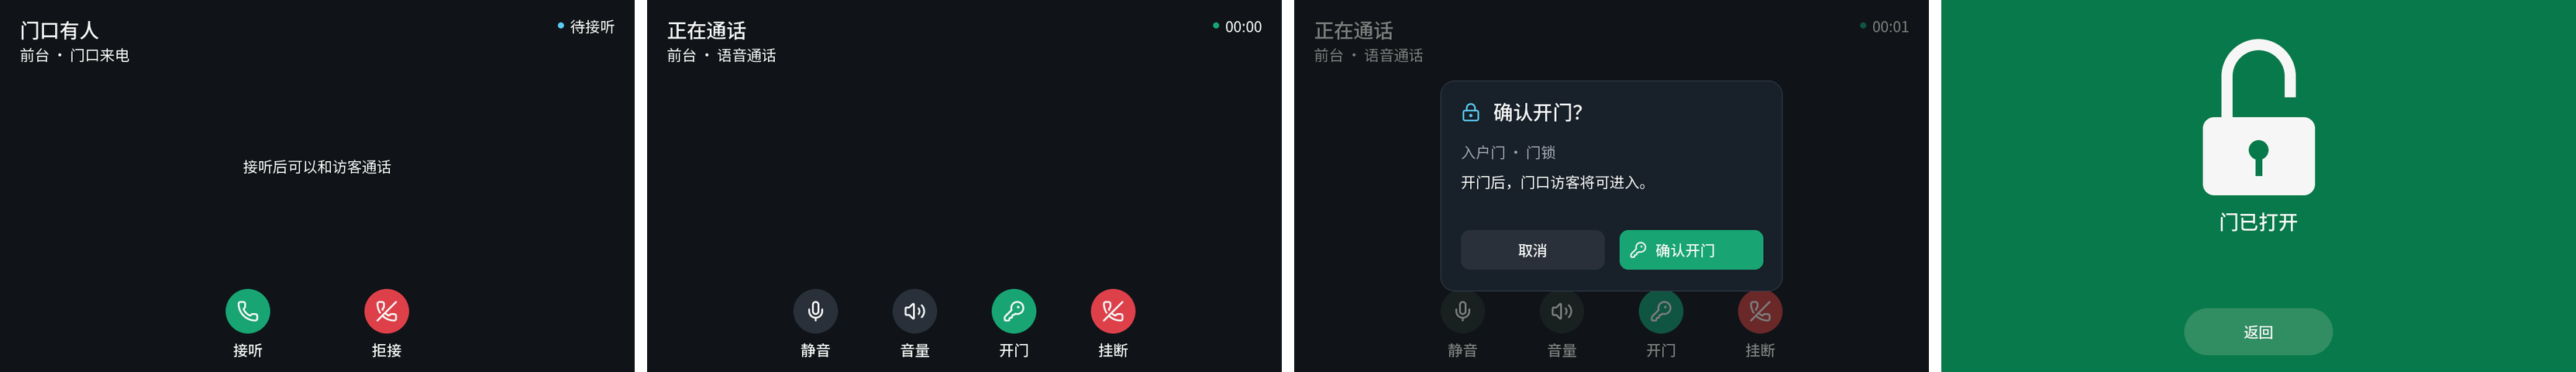 门口有人
待接听
前台 · 门口来电
接听后可以和访客通话
接听
拒接
正在通话
00:00
前台 · 语音通话
静音
音量
开门
挂断
正在通话
00:01
前台 · 语音通话
确认开门？
入户门 · 门锁
开门后，门口访客将可进入。
取消
确认开门
静音
音量
开门
挂断
门已打开
返回